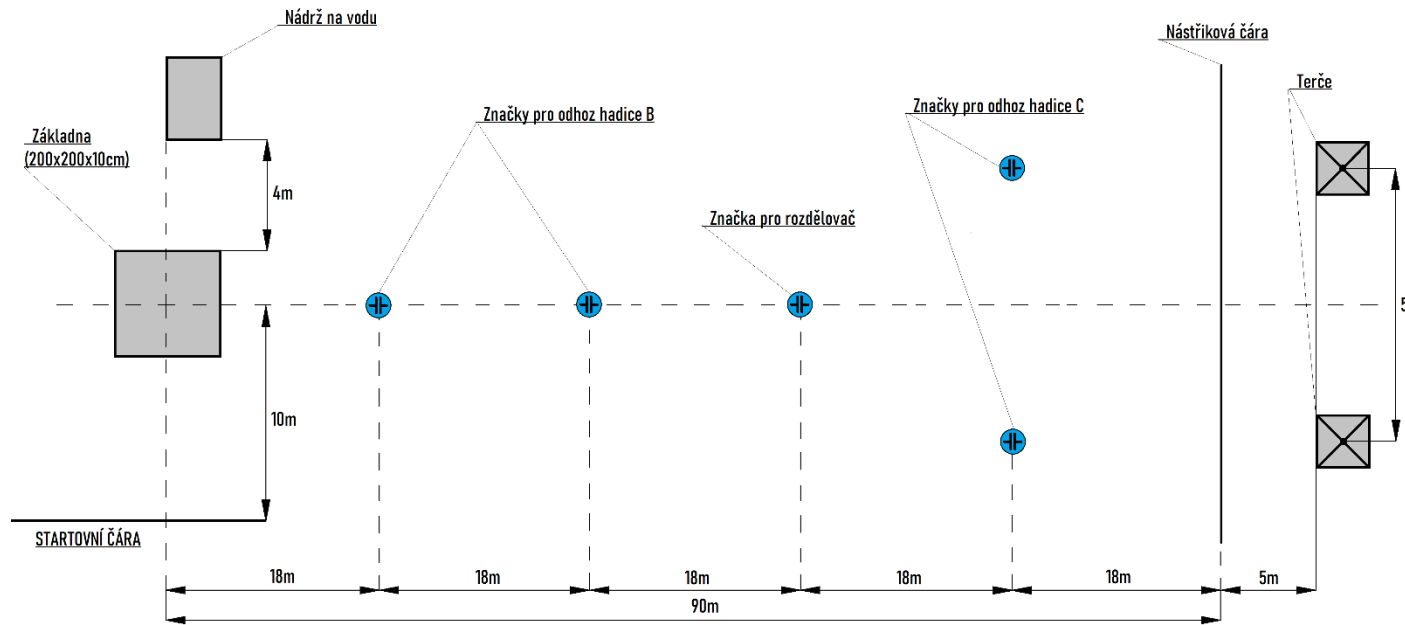 Nádrž na vodu
Nástřiková čára
Terče
Značky pro odhoz hadice B
Značky pro odhoz hadice C
Základna
(200x200x10cm)
4m
Značka pro rozdělovač
5
10m
STARTOVNÍ ČÁRA
18m
18m
18m
18m
18m
5m
90m